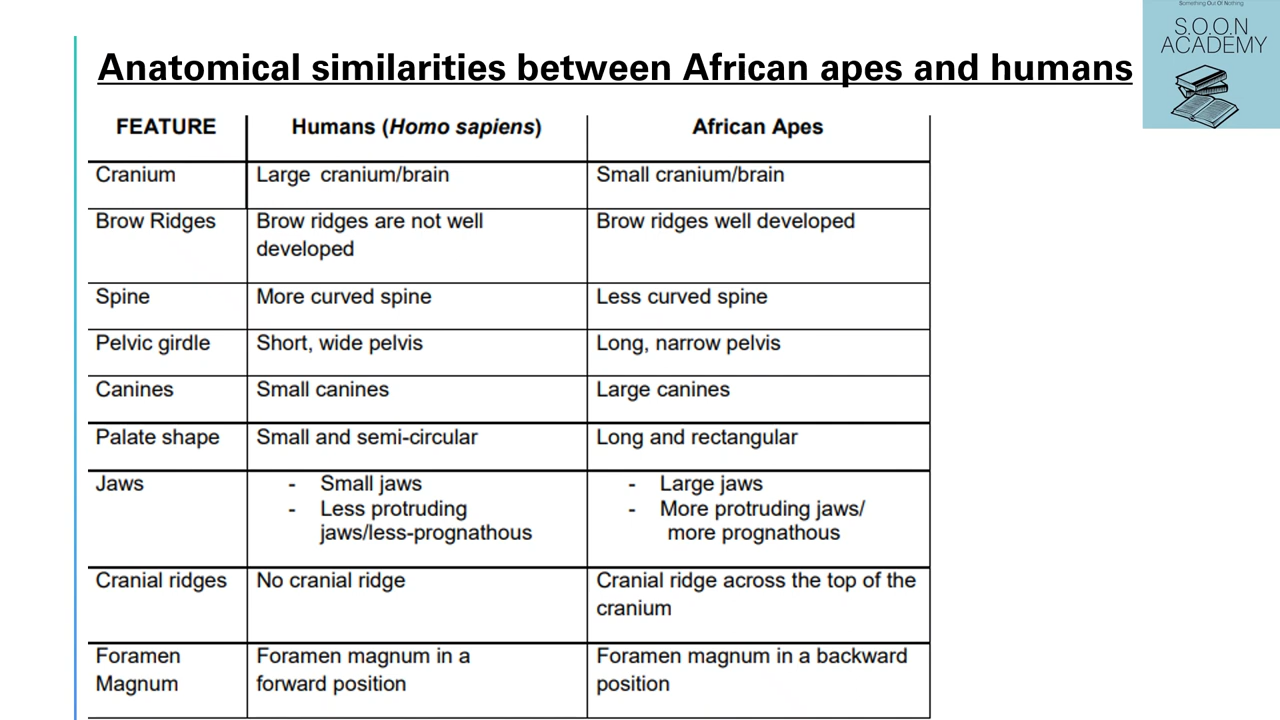 Something Out Of Nothing
S.O.O.N
ACADEMY
Anatomical similarities between African apes and humans
FEATURE Humans (Homo sapiens) African Apes
Cranium Large cranium/brain Small cranium/brain
Brow Ridges Brow ridges are not well Brow ridges well developed
developed
Spine More curved spine Less curved spine
Pelvic girdle Short, wide pelvis Long, narrow pelvis
Canines Small canines Large canines
Palate shape Small and semi-circular Long and rectangular
Jaws - Small jaws - Large jaws
- Less protruding - More protruding jaws/
jaws/less-prognathous more prognathous
Cranial ridges No cranial ridge Cranial ridge across the top of the
cranium
Foramen Foramen magnum in a Foramen magnum in a backward
Magnum forward position position